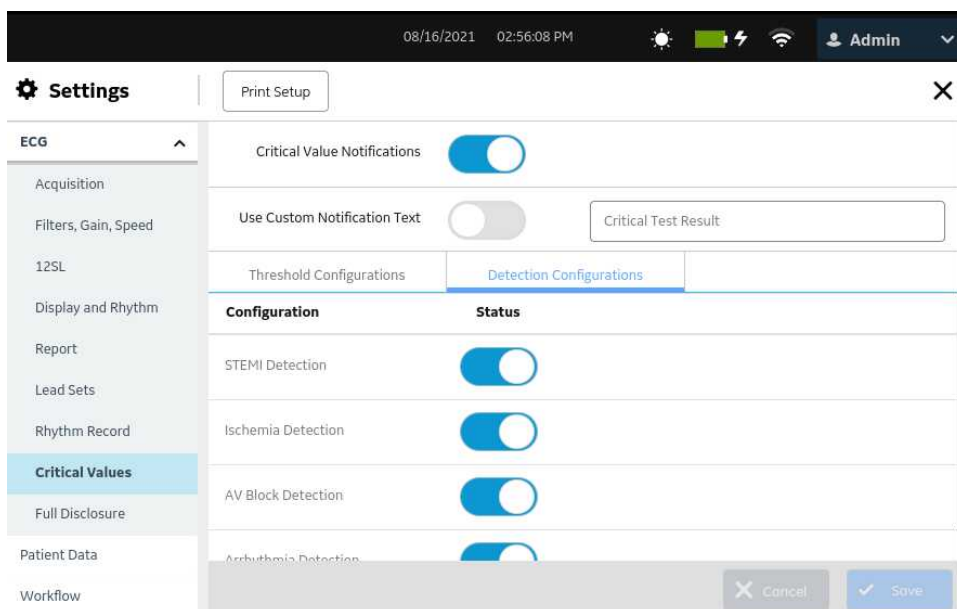 08/16/2021 02:56:08 PM Admin
Settings
Print Setup
ECG
Acquisition
Filters, Gain, Speed
12SL
Display and Rhythm
Report
Lead Sets
Rhythm Record
Critical Values
Full Disclosure
Patient Data
Workflow
Critical Value Notifications
Use Custom Notification Text Critical Test Result
Threshold Configurations Detection Configurations
Configuration Status
STEMI Detection
Ischemia Detection
AV Block Detection
Arrhythmia Detection
Cancel Save